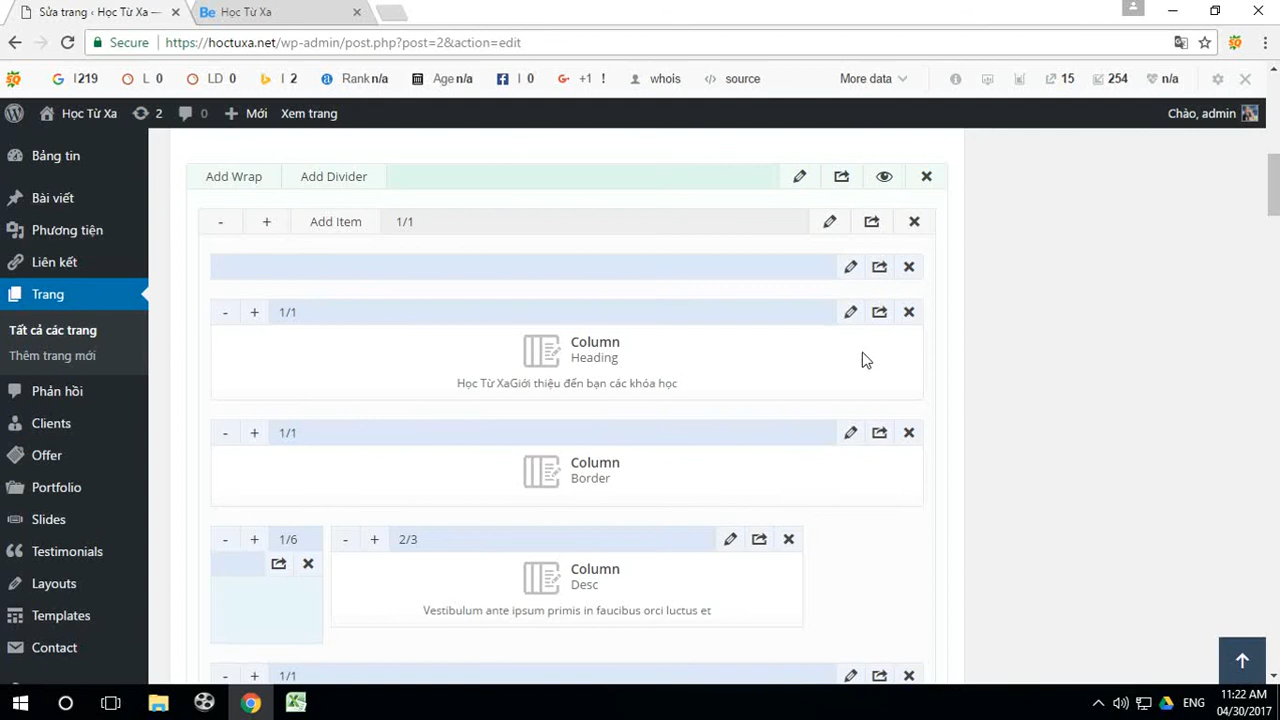 Sửa trang ‹ Học Từ Xa —
Be Học Từ Xa
Secure https://hoctuxa.net/wp-admin/post.php?post=2&action=edit
I 219 L 0 LD 0 I 2 Rank n/a Age n/a I 0 +1 ! whois source More data 15 254 n/a
Học Từ Xa 2 0 Mới Xem trang Chào, admin
Bảng tin
Bài viết
Phương tiện
Liên kết
Trang
Tất cả các trang
Thêm trang mới
Phản hồi
Clients
Offer
Portfolio
Slides
Testimonials
Layouts
Templates
Contact
Add Wrap Add Divider
- + Add Item 1/1
- + 1/1
Column
Heading
Học Từ XaGiới thiệu đến bạn các khóa học
- + 1/1
Column
Border
- + 1/6 - + 2/3
Column
Desc
Vestibulum ante ipsum primis in faucibus orci luctus et
- + 1/1
ENG 11:22 AM
04/30/2017